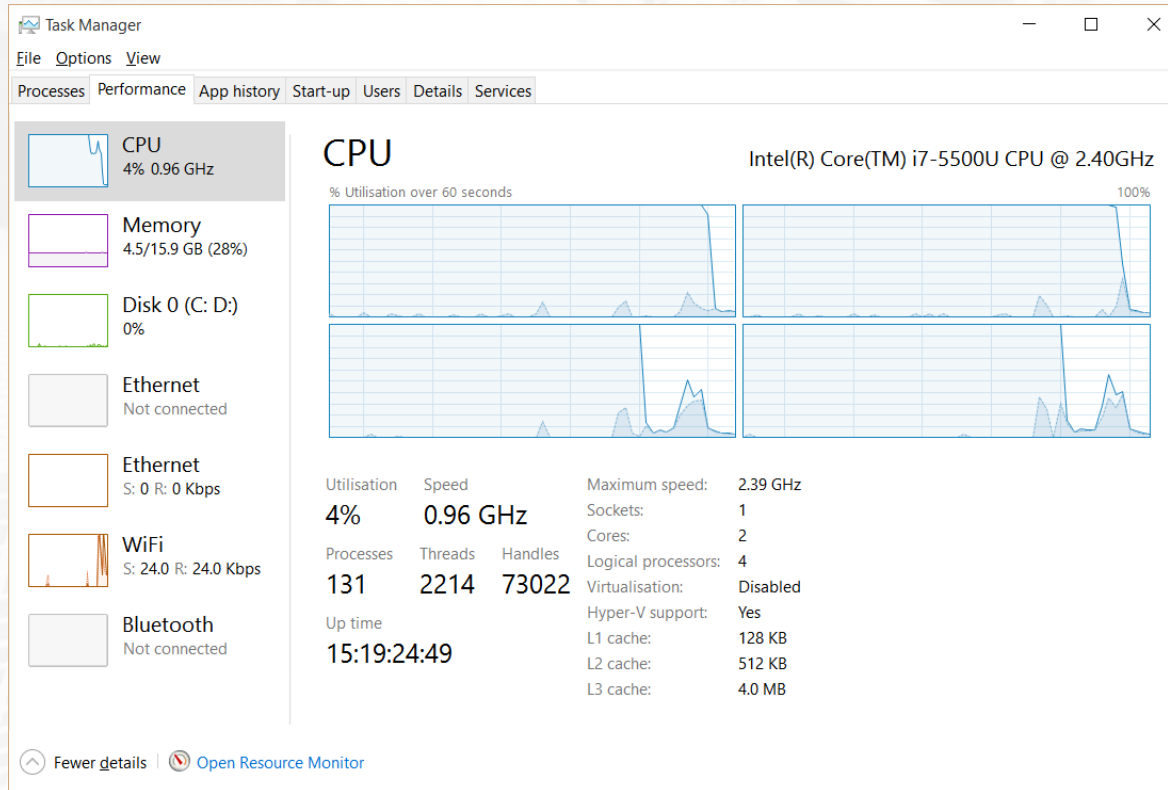 Task Manager
File Options View
Processes Performance App history Start-up Users Details Services
CPU
4% 0.96 GHz
Memory
4.5/15.9 GB (28%)
Disk 0 (C: D:)
0%
Ethernet
Not connected
Ethernet
S: 0 R: 0 Kbps
WiFi
S: 24.0 R: 24.0 Kbps
Bluetooth
Not connected
CPU
Intel(R) Core(TM) i7-5500U CPU @ 2.40GHz
% Utilisation over 60 seconds 100%
Utilisation Speed
4% 0.96 GHz
Processes Threads Handles
131 2214 73022
Up time
15:19:24:49
Maximum speed: 2.39 GHz
Sockets: 1
Cores: 2
Logical processors: 4
Virtualisation: Disabled
Hyper-V support: Yes
L1 cache: 128 KB
L2 cache: 512 KB
L3 cache: 4.0 MB
Fewer details Open Resource Monitor